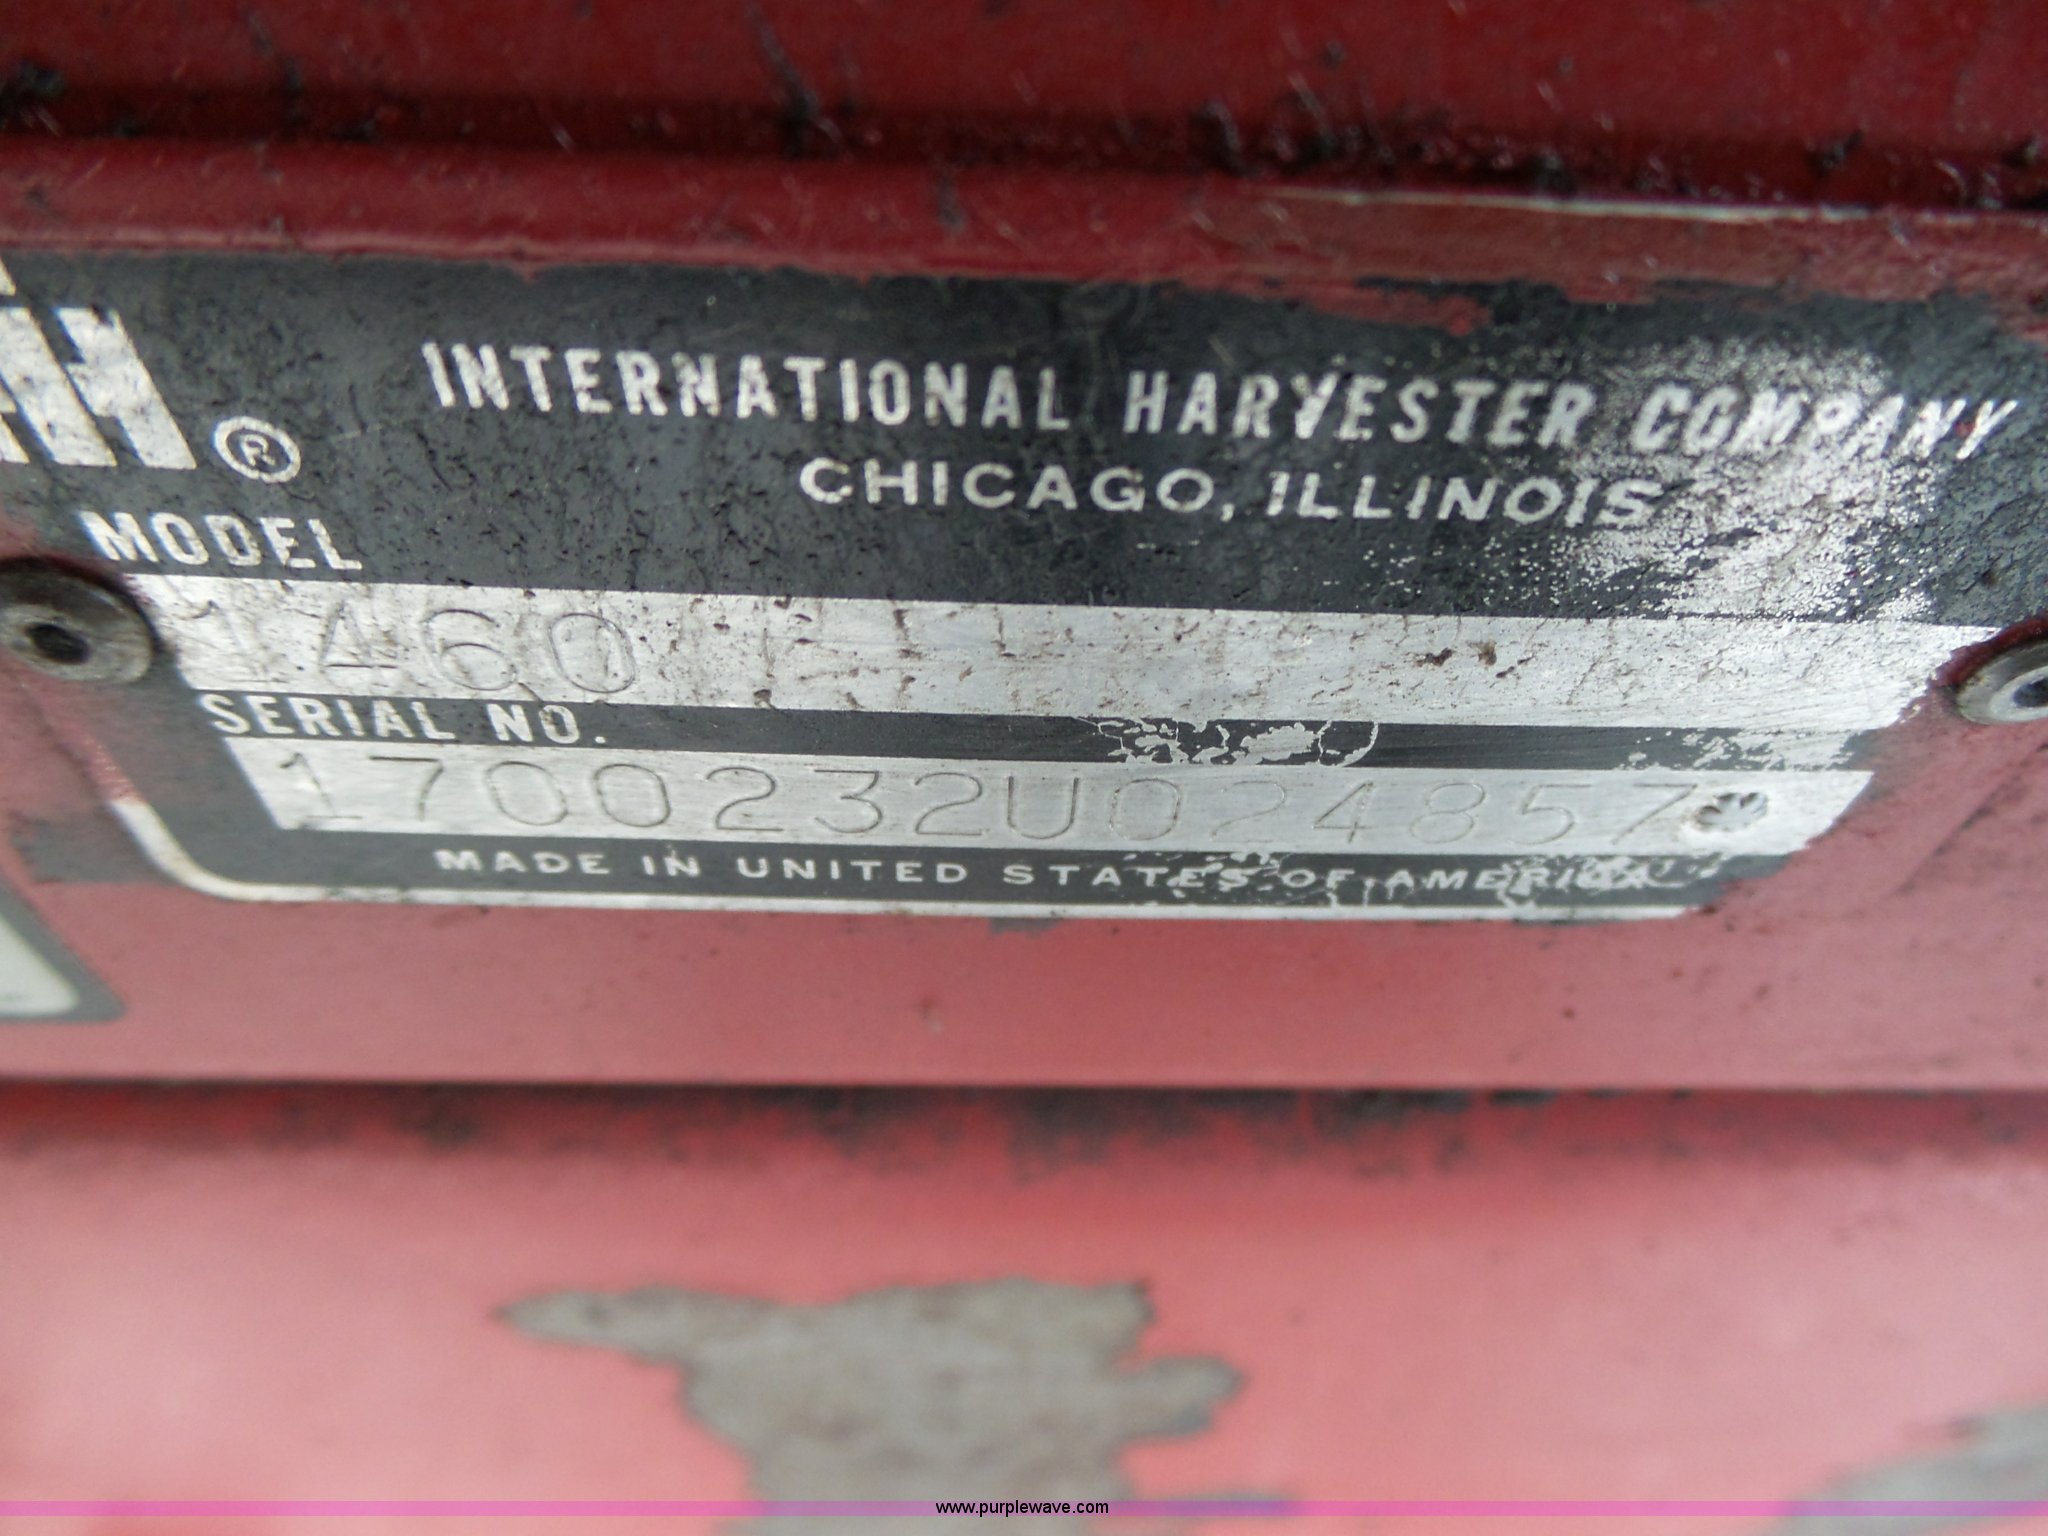 ®
INTERNATIONAL HARVESTER COMPANY
CHICAGO, ILLINOIS
MODEL
1460
SERIAL NO.
1700232U024857
MADE IN UNITED STATES OF AMERICA
www.purplewave.com